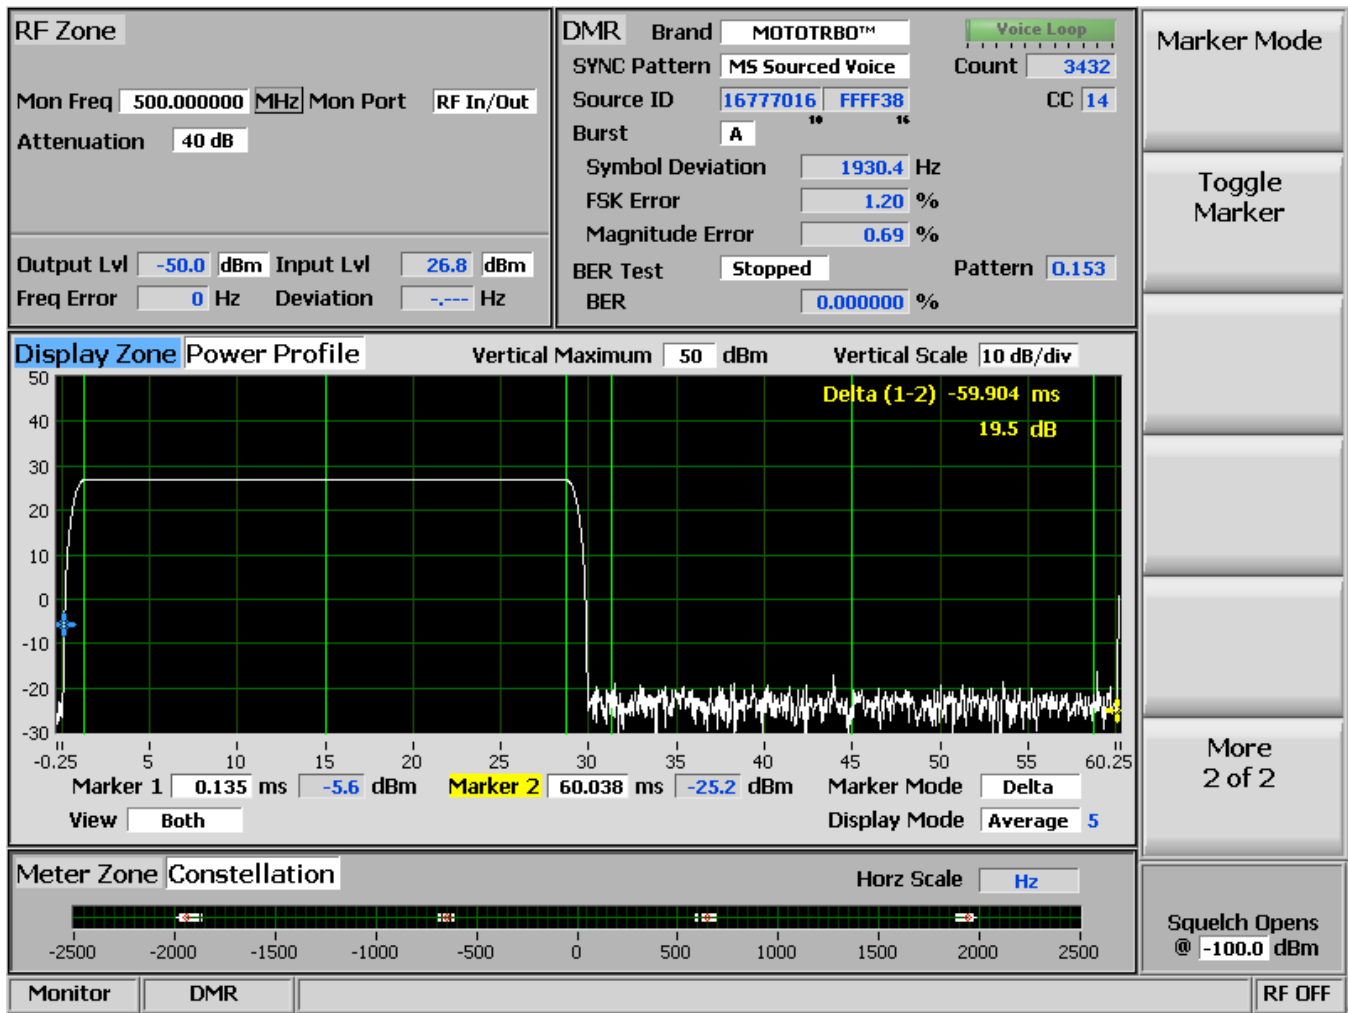 RF Zone
Mon Freq 500.000000 MHz Mon Port RF In/Out
Attenuation 40 dB
Output Lvl -50.0 dBm Input Lvl 26.8 dBm
Freq Error 0 Hz Deviation -.--- Hz
DMR Brand MOTOTRBO™ Voice Loop
SYNC Pattern MS Sourced Voice Count 3432
Source ID 16777016 FFFF38 CC 14
10 16
Burst A
Symbol Deviation 1930.4 Hz
FSK Error 1.20 %
Magnitude Error 0.69 %
BER Test Stopped Pattern O.153
BER 0.000000 %
Display Zone Power Profile Vertical Maximum 50 dBm Vertical Scale 10 dB/div
Delta (1-2) -59.904 ms
19.5 dB
50
40
30
20
10
0
-10
-20
-30
-0.25 5 10 15 20 25 30 35 40 45 50 55 60.25
Marker 1 0.135 ms -5.6 dBm Marker 2 60.038 ms -25.2 dBm Marker Mode Delta
View Both Display Mode Average 5
Meter Zone Constellation Horz Scale Hz
-2500 -2000 -1500 -1000 -500 0 500 1000 1500 2000 2500
Monitor DMR RF OFF
Marker Mode
Toggle
Marker
More
2 of 2
Squelch Opens
@ -100.0 dBm